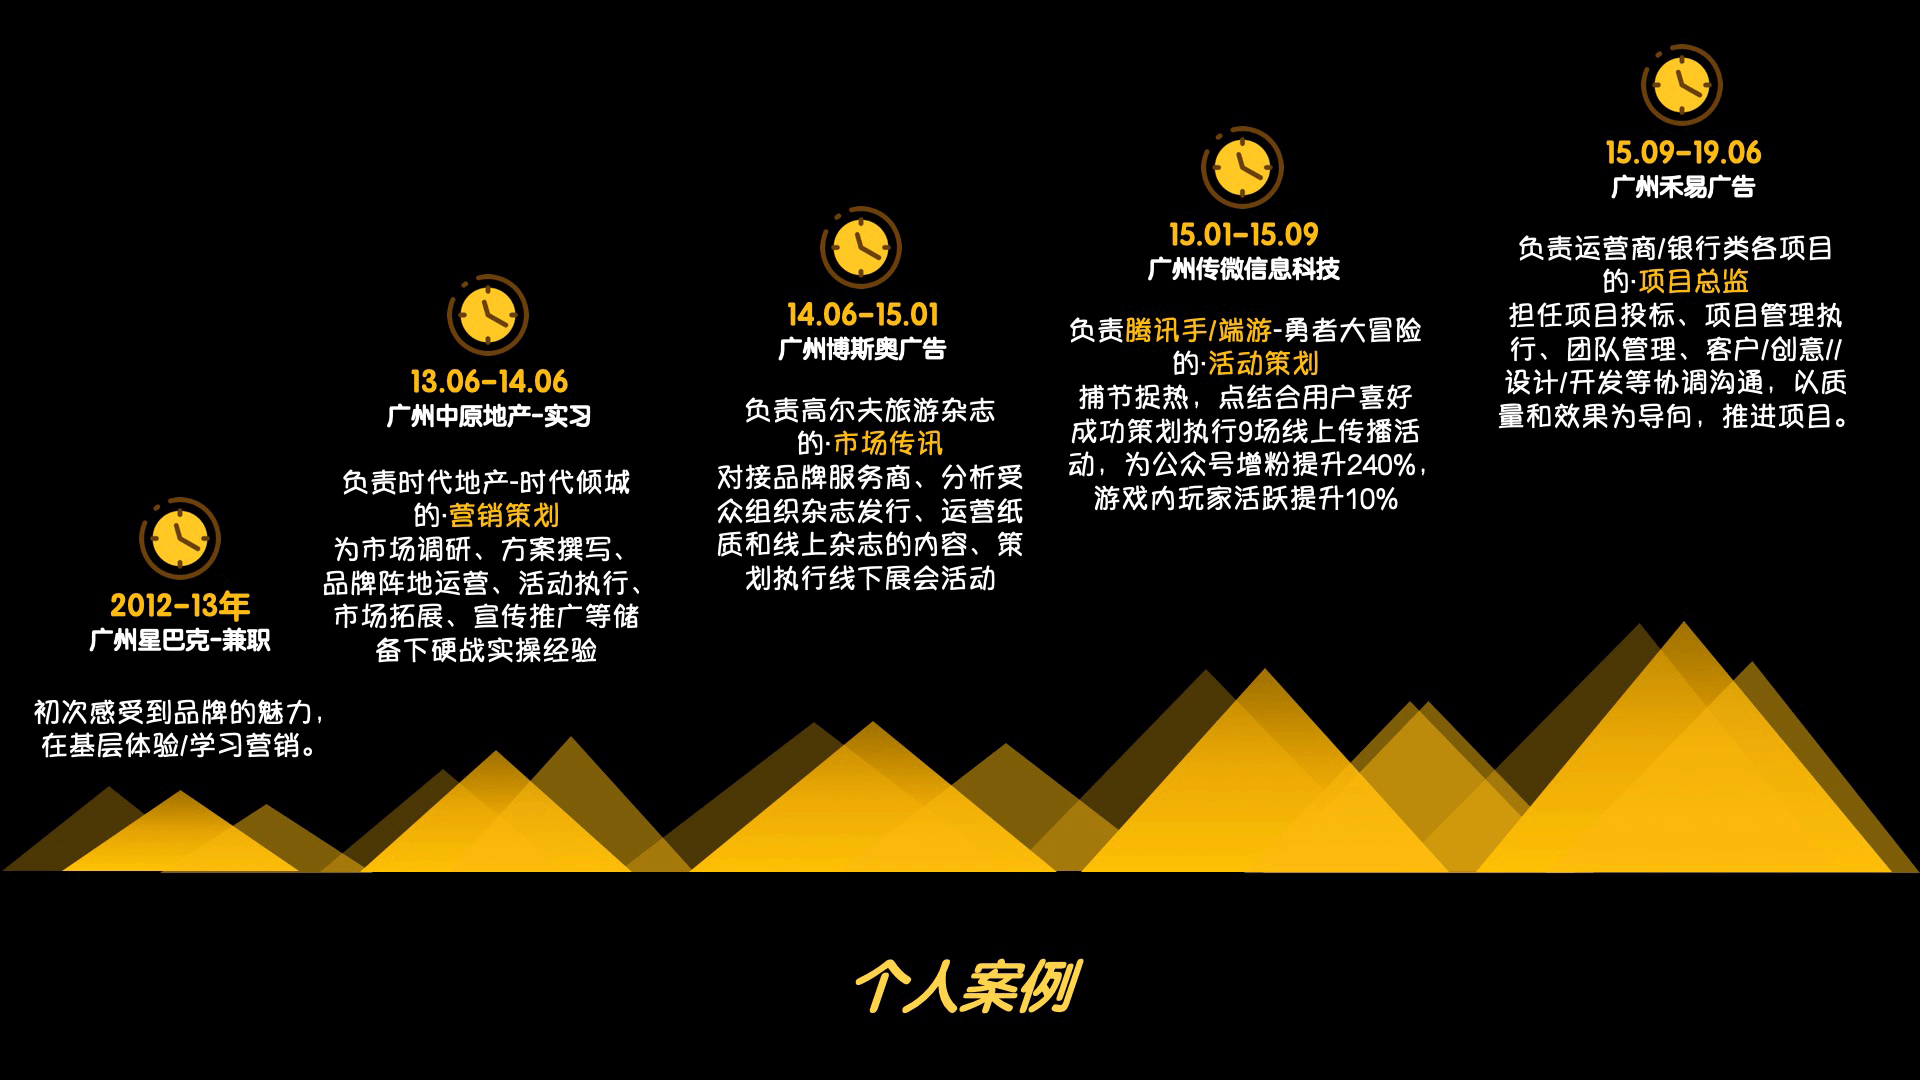 2012-13年
广州星巴克-兼职
初次感受到品牌的魅力，
在基层体验/学习营销。
13.06-14.06
广州中原地产-实习
负责时代地产-时代倾城
的·营销策划
为市场调研、方案撰写、
品牌阵地运营、活动执行、
市场拓展、宣传推广等储
备下硬战实操经验
14.06-15.01
广州博斯奥广告
负责高尔夫旅游杂志
的·市场传讯
对接品牌服务商、分析受
众组织杂志发行、运营纸
质和线上杂志的内容、策
划执行线下展会活动
15.01-15.09
广州传微信息科技
负责腾讯手/端游-勇者大冒险
的·活动策划
捕节捉热，点结合用户喜好
成功策划执行9场线上传播活
动，为公众号增粉提升240%，
游戏内玩家活跃提升10%
15.09-19.06
广州禾易广告
负责运营商/银行类各项目
的·项目总监
担任项目投标、项目管理执
行、团队管理、客户/创意//
设计/开发等协调沟通，以质
量和效果为导向，推进项目。
个人案例